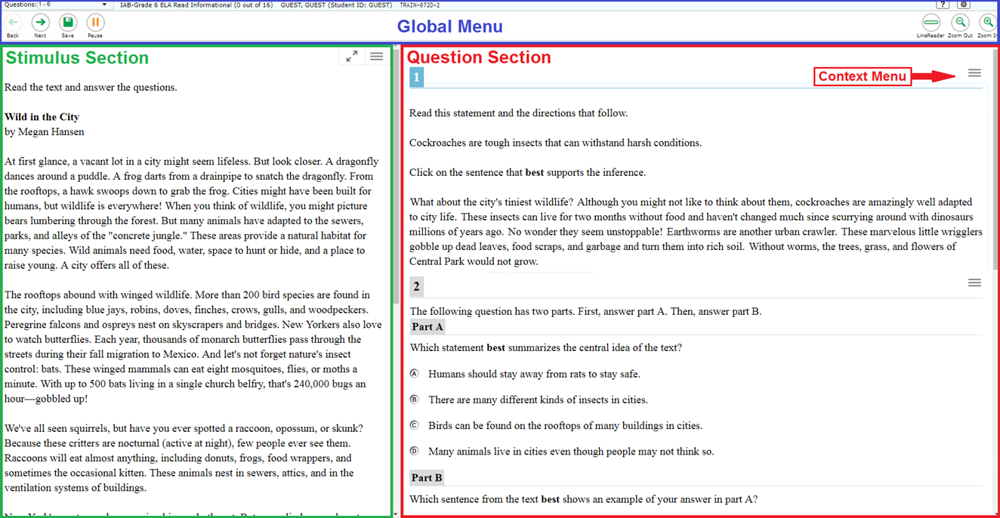 Questions: 1 - 6 IAB-Grade 6 ELA Read Informational (0 out of 16) GUEST, GUEST (Student ID: GUEST) TRAIN-072D-2 ?
Back Next Save Pause
Global Menu
LineReader Zoom Out Zoom In
Stimulus Section
Read the text and answer the questions.
Wild in the City
by Megan Hansen
At first glance, a vacant lot in a city might seem lifeless. But look closer. A dragonfly
dances around a puddle. A frog darts from a drainpipe to snatch the dragonfly. From
the rooftops, a hawk swoops down to grab the frog. Cities might have been built for
humans, but wildlife is everywhere! When you think of wildlife, you might picture
bears lumbering through the forest. But many animals have adapted to the sewers,
parks, and alleys of the "concrete jungle." These areas provide a natural habitat for
many species. Wild animals need food, water, space to hunt or hide, and a place to
raise young. A city offers all of these.
The rooftops abound with winged wildlife. More than 200 bird species are found in
the city, including blue jays, robins, doves, finches, crows, gulls, and woodpeckers.
Peregrine falcons and ospreys nest on skyscrapers and bridges. New Yorkers also love
to watch butterflies. Each year, thousands of monarch butterflies pass through the
streets during their fall migration to Mexico. And let's not forget nature's insect
control: bats. These winged mammals can eat eight mosquitoes, flies, or moths a
minute. With up to 500 bats living in a single church belfry, that's 240,000 bugs an
hour—gobbled up!
We've all seen squirrels, but have you ever spotted a raccoon, opossum, or skunk?
Because these critters are nocturnal (active at night), few people ever see them.
Raccoons will eat almost anything, including donuts, frogs, food wrappers, and
sometimes the occasional kitten. These animals nest in sewers, attics, and in the
ventilation systems of buildings.
Question Section
1
Context Menu
Read this statement and the directions that follow.
Cockroaches are tough insects that can withstand harsh conditions.
Click on the sentence that best supports the inference.
What about the city's tiniest wildlife? Although you might not like to think about them, cockroaches are amazingly well adapted
to city life. These insects can live for two months without food and haven't changed much since scurrying around with dinosaurs
millions of years ago. No wonder they seem unstoppable! Earthworms are another urban crawler. These marvelous little wrigglers
gobble up dead leaves, food scraps, and garbage and turn them into rich soil. Without worms, the trees, grass, and flowers of
Central Park would not grow.
2
The following question has two parts. First, answer part A. Then, answer part B.
Part A
Which statement best summarizes the central idea of the text?
A Humans should stay away from rats to stay safe.
B There are many different kinds of insects in cities.
C Birds can be found on the rooftops of many buildings in cities.
D Many animals live in cities even though people may not think so.
Part B
Which sentence from the text best shows an example of your answer in part A?